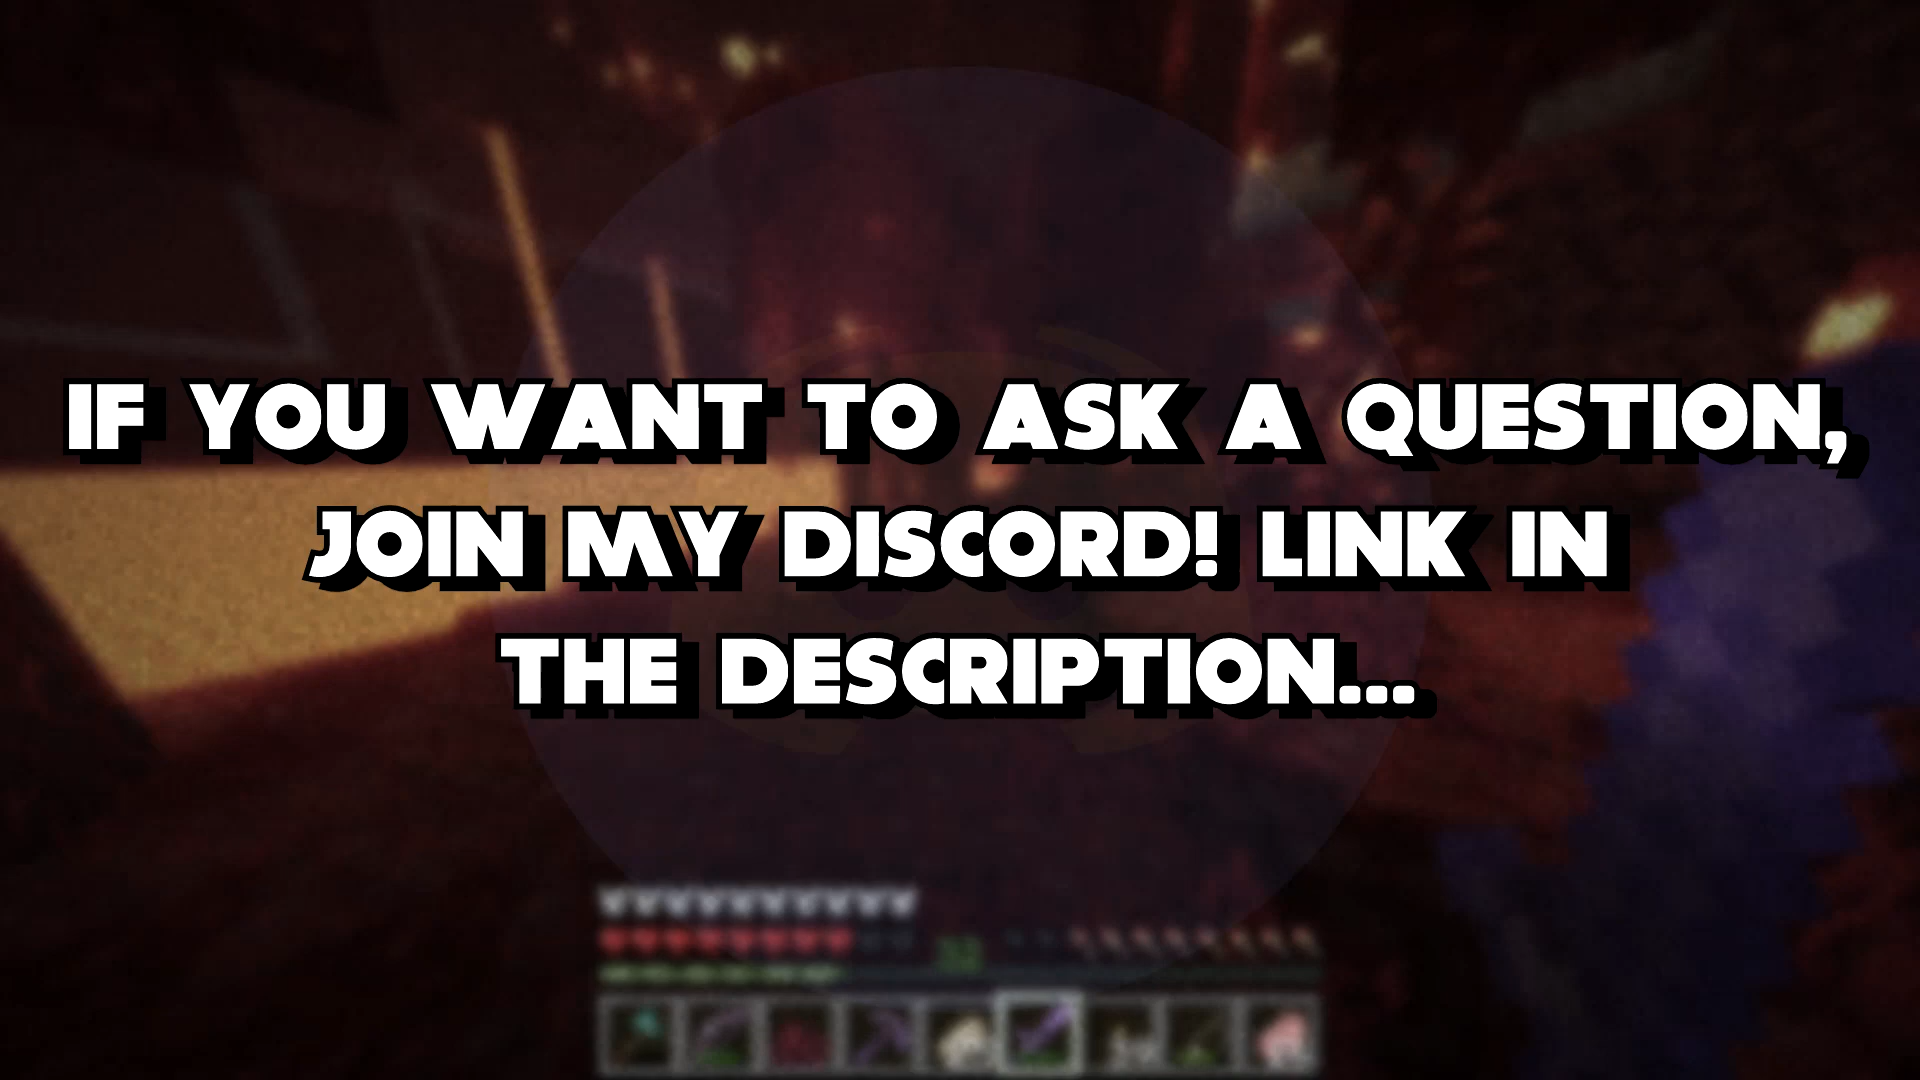 IF YOU WANT TO ASK A QUESTION,
JOIN MY DISCORD! LINK IN
THE DESCRIPTION...